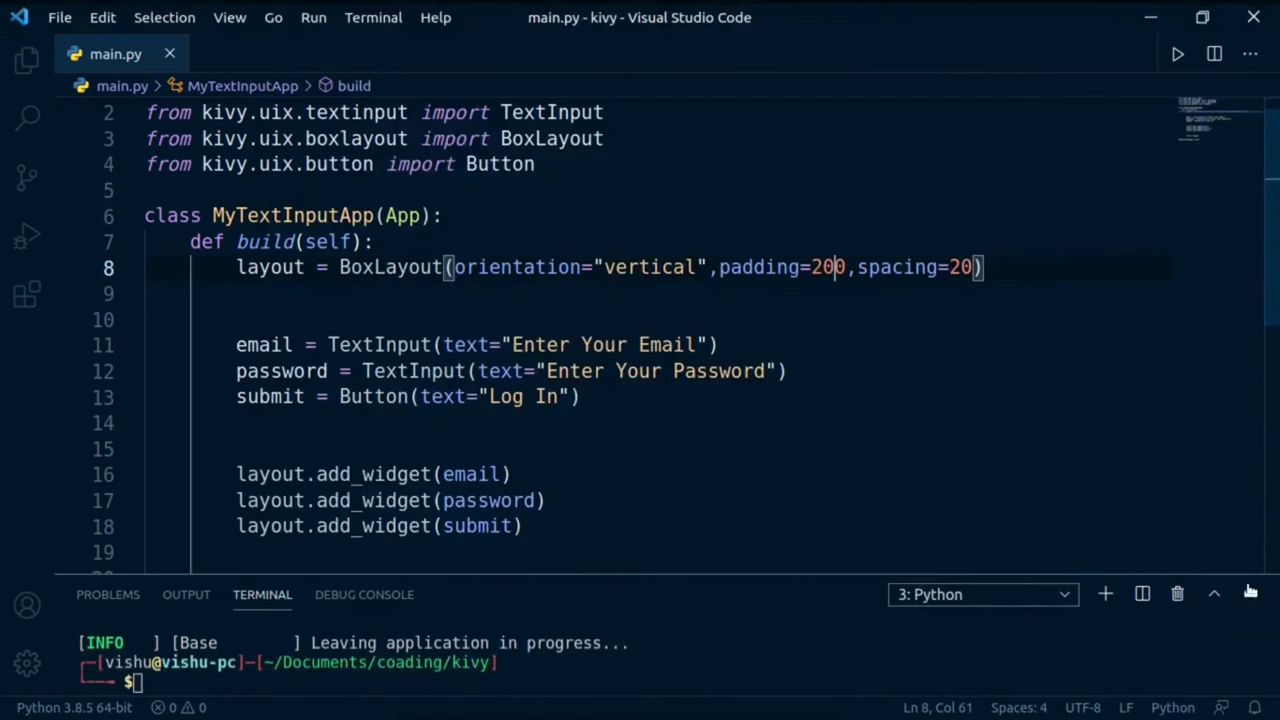 File Edit Selection View Go Run Terminal Help main.py - kivy - Visual Studio Code
main.py
main.py > MyTextInputApp > build
2 from kivy.uix.textinput import TextInput
3 from kivy.uix.boxlayout import BoxLayout
4 from kivy.uix.button import Button
5
6 class MyTextInputApp(App):
7 def build(self):
8 layout = BoxLayout(orientation="vertical",padding=200,spacing=20)
9
10
11 email = TextInput(text="Enter Your Email")
12 password = TextInput(text="Enter Your Password")
13 submit = Button(text="Log In")
14
15
16 layout.add_widget(email)
17 layout.add_widget(password)
18 layout.add_widget(submit)
19
PROBLEMS OUTPUT TERMINAL DEBUG CONSOLE 3: Python
[INFO ] [Base ] Leaving application in progress...
┌─[vishu@vishu-pc]─[~/Documents/coading/kivy]
└──╼ $
Python 3.8.5 64-bit 0 0 Ln 8, Col 61 Spaces: 4 UTF-8 LF Python